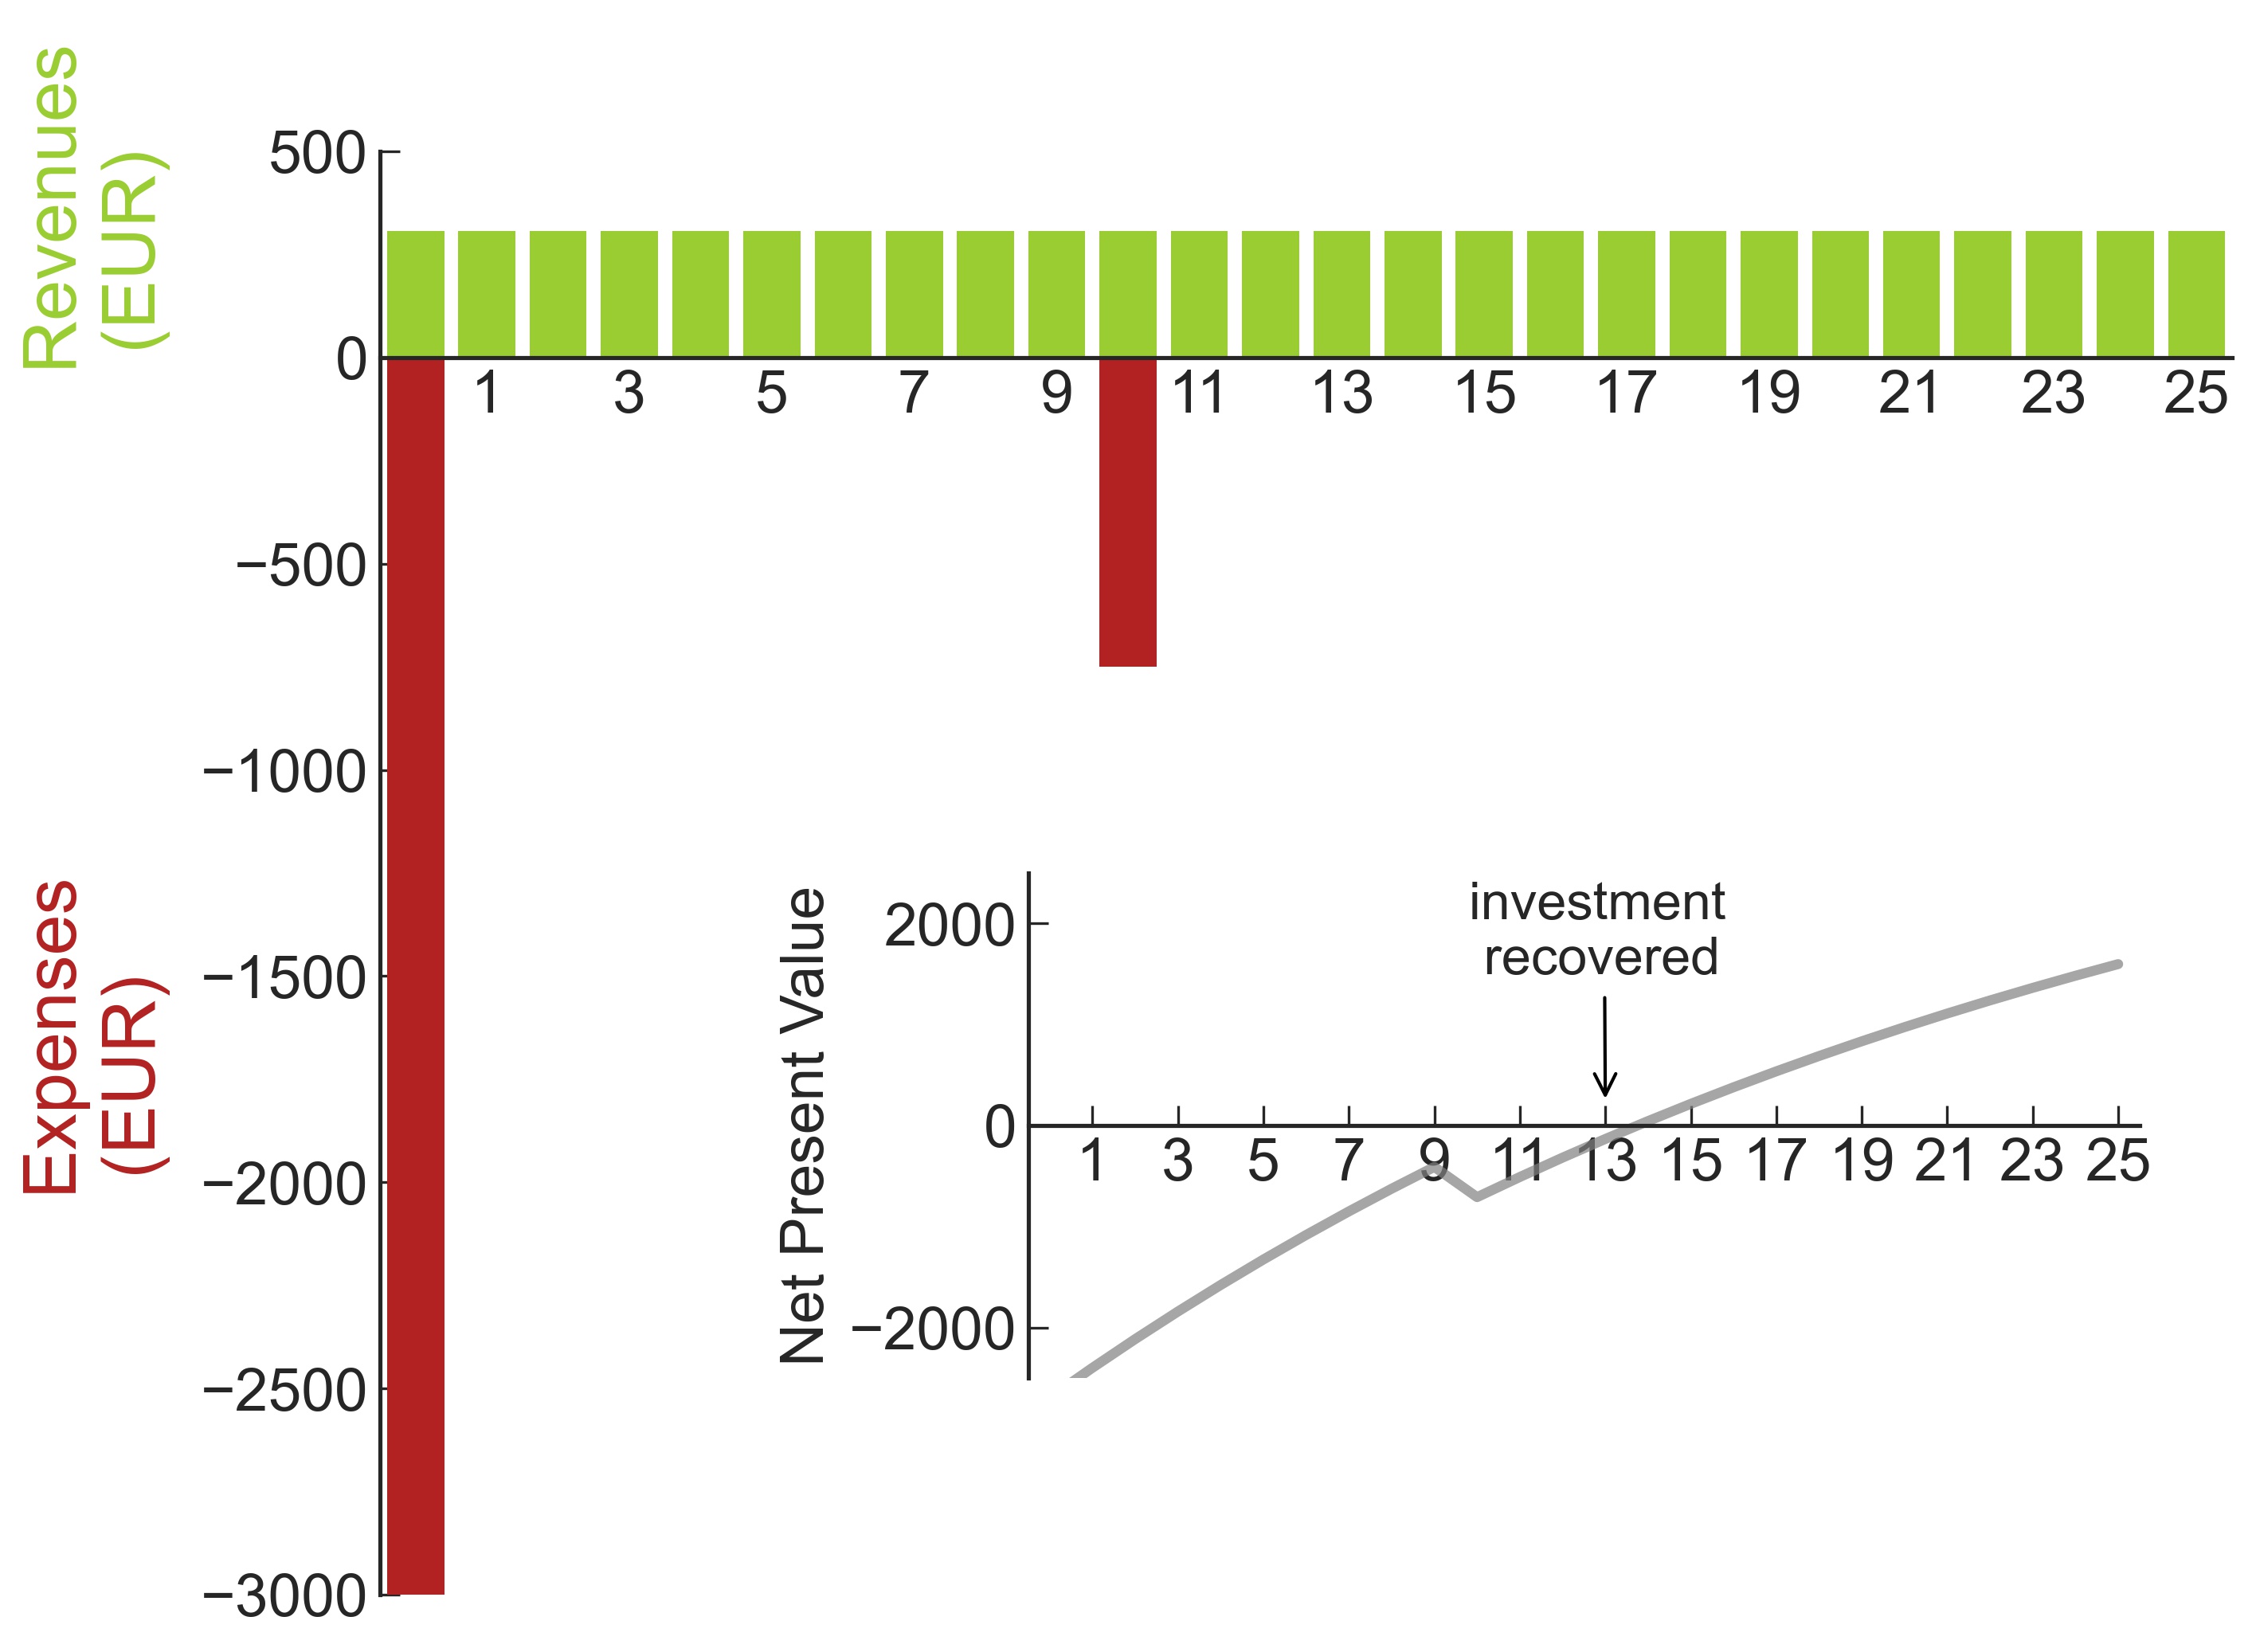 Revenues
(EUR)
500
0
1 3 5 7 9 11 13 15 17 19 21 23 25
−500
−1000
−1500
−2000
−2500
−3000
Expenses
(EUR)
Net Present Value
2000
0
−2000
investment
recovered
1 3 5 7 9 11 13 15 17 19 21 23 25